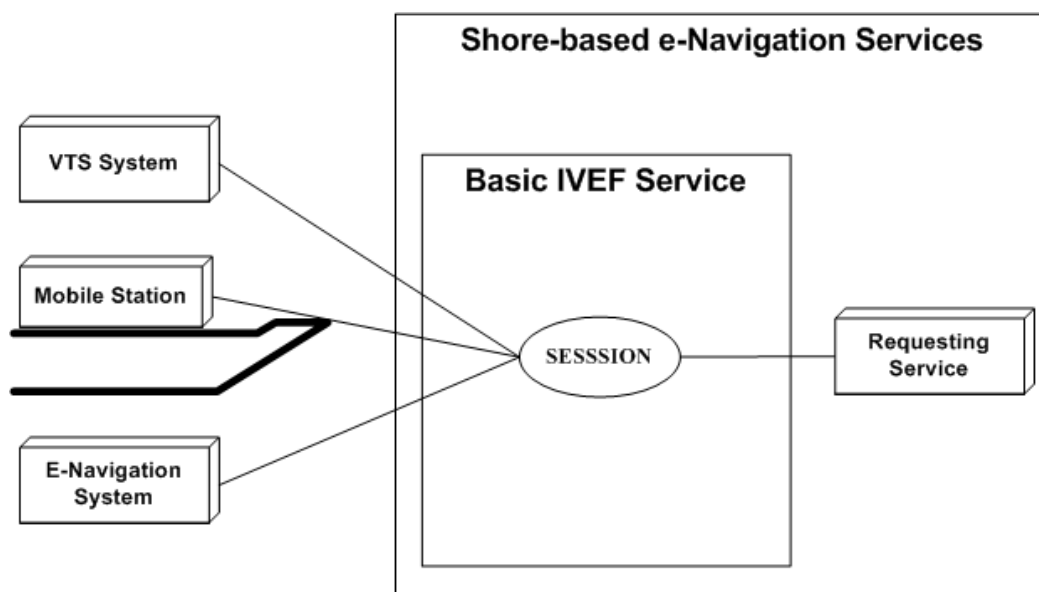 Shore-based e-Navigation Services
VTS System
Basic IVEF Service
Mobile Station
SESSSION
Requesting
Service
E-Navigation
System